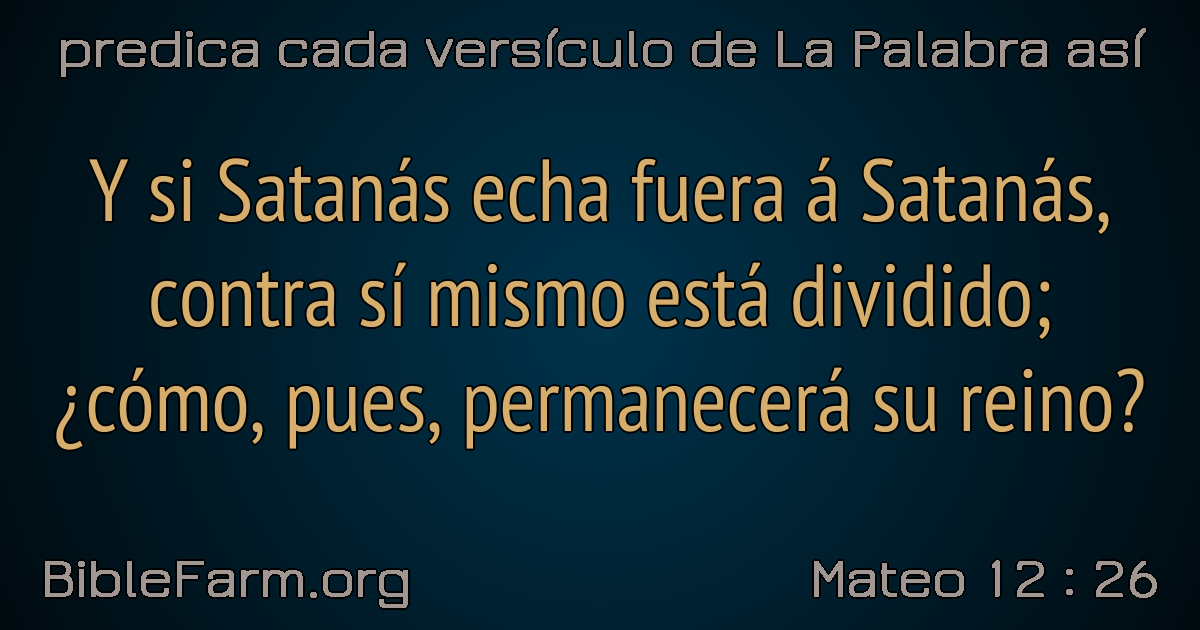 predica cada versículo de La Palabra así
Y si Satanás echa fuera á Satanás,
contra sí mismo está dividido;
¿cómo, pues, permanecerá su reino?
BibleFarm.org
Mateo 12 : 26